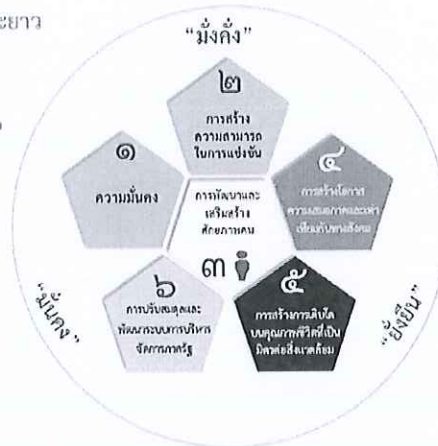 ะยาว
“มั่งคั่ง”
๒
การสร้าง
ความสามารถ
ในการแข่งขัน
๑
ความมั่นคง
๔
การสร้างโอกาส
ความเสมอภาคและเท่า
เทียมกันทางสังคม
การพัฒนาและ
เสริมสร้าง
ศักยภาพคน
๓
๖
การปรับสมดุลและ
พัฒนาระบบการบริหาร
จัดการภาครัฐ
๕
การสร้างการเติบโต
บนคุณภาพชีวิตที่เป็น
มิตรต่อสิ่งแวดล้อม
“มั่นคง”
“ยั่งยืน”